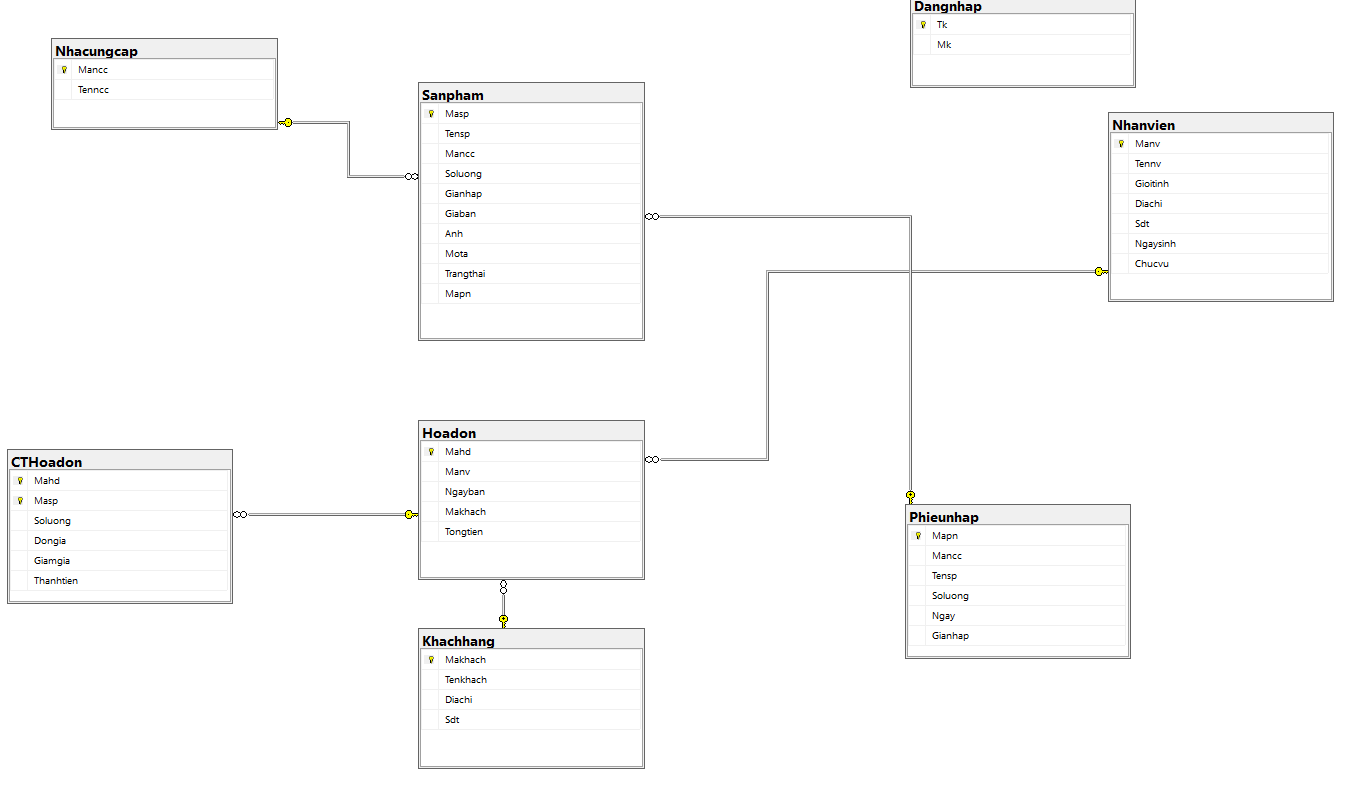 Dangnhap
Tk
Mk
Nhacungcap
Mancc
Tenncc
Sanpham
Masp
Tensp
Mancc
Soluong
Gianhap
Giaban
Anh
Mota
Trangthai
Mapn
Nhanvien
Manv
Tennv
Gioitinh
Diachi
Sdt
Ngaysinh
Chucvu
CTHoadon
Mahd
Masp
Soluong
Dongia
Giamgia
Thanhtien
Hoadon
Mahd
Manv
Ngayban
Makhach
Tongtien
Phieunhap
Mapn
Mancc
Tensp
Soluong
Ngay
Gianhap
Khachhang
Makhach
Tenkhach
Diachi
Sdt